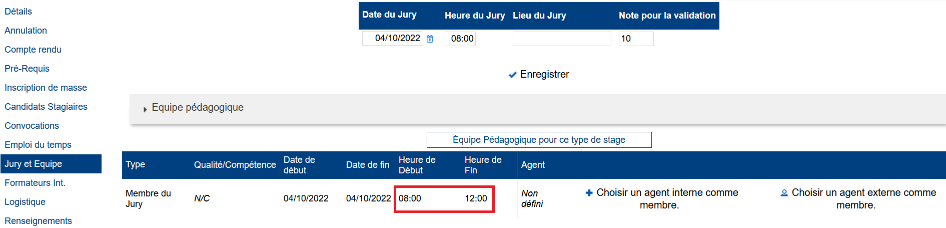 Détails
Annulation
Compte rendu
Pré-Requis
Inscription de masse
Candidats Stagiaires
Convocations
Emploi du temps
Jury et Equipe
Formateurs Int.
Logistique
Renseignements
Date du Jury Heure du Jury Lieu du Jury Note pour la validation
04/10/2022 08:00 10
Enregistrer
Equipe pédagogique
Équipe Pédagogique pour ce type de stage
Type Qualité/Compétence Date de début Date de fin Heure de Début Heure de Fin Agent
Membre du Jury N/C 04/10/2022 04/10/2022 08:00 12:00 Non défini Choisir un agent interne comme membre. Choisir un agent externe comme membre.